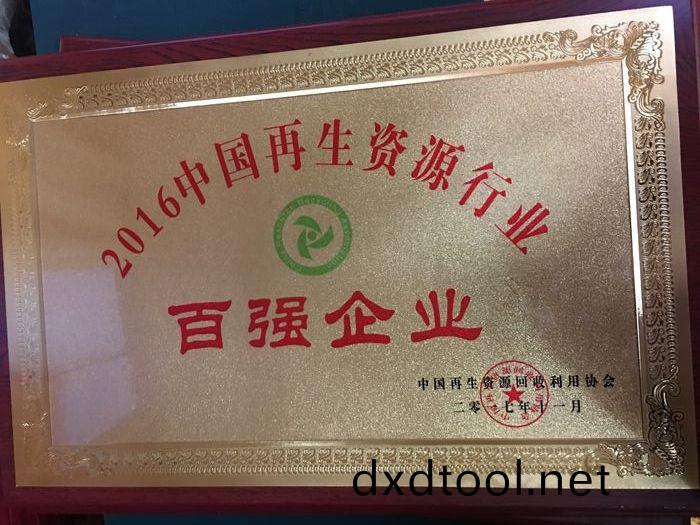 2016中国再生资源行业
百强企业
中国再生资源回收利用协会
二零一七年十一月
dxdtool.net